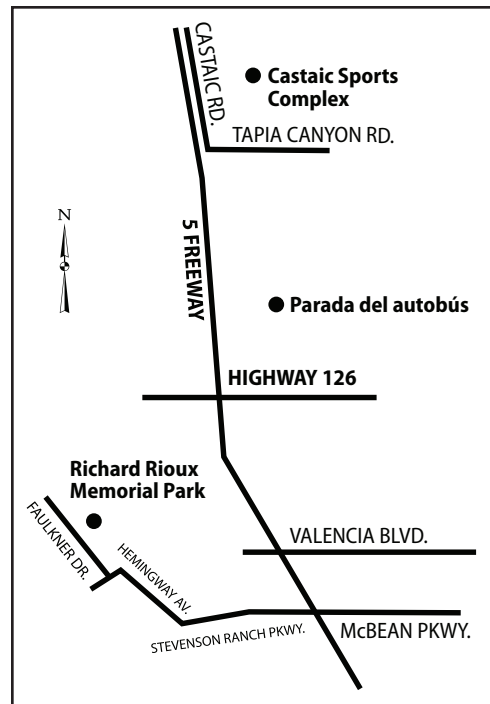 CASTAIC RD.
Castaic Sports
Complex
TAPIA CANYON RD.
N
5 FREEWAY
Parada del autobús
HIGHWAY 126
Richard Rioux
Memorial Park
FAULKNER DR.
HEMINGWAY AV.
VALENCIA BLVD.
STEVENSON RANCH PKWY.
McBEAN PKWY.